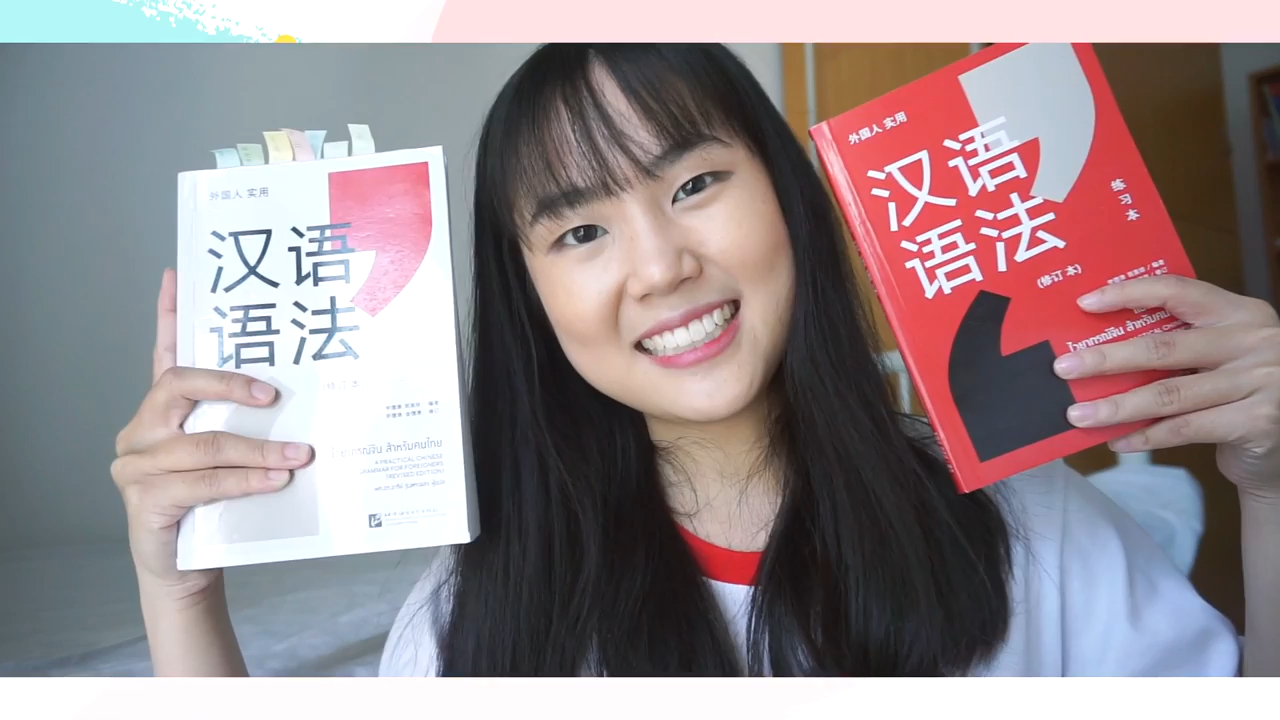 外国人 实用
汉语
语法
(修订本)
ไวยากรณ์จีน สำหรับคนไทย
A PRACTICAL CHINESE
GRAMMAR FOR FOREIGNERS
(REVISED EDITION)
外国人 实用
汉语
语法
练习本
(修订本)
ไวยากรณ์จีน สำหรับคน